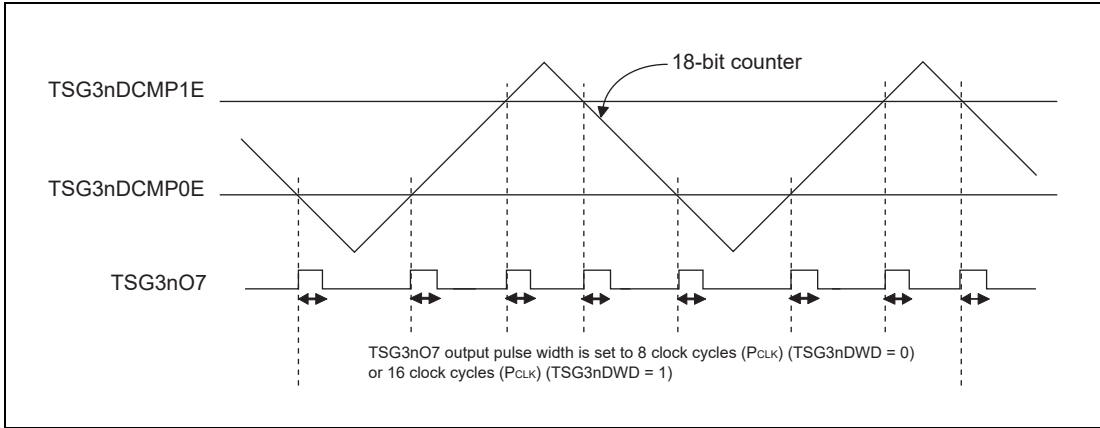 18-bit counter
TSG3nDCMP1E
TSG3nDCMP0E
TSG3nO7
TSG3nO7 output pulse width is set to 8 clock cycles (PCLK) (TSG3nDWD = 0)
or 16 clock cycles (PCLK) (TSG3nDWD = 1)